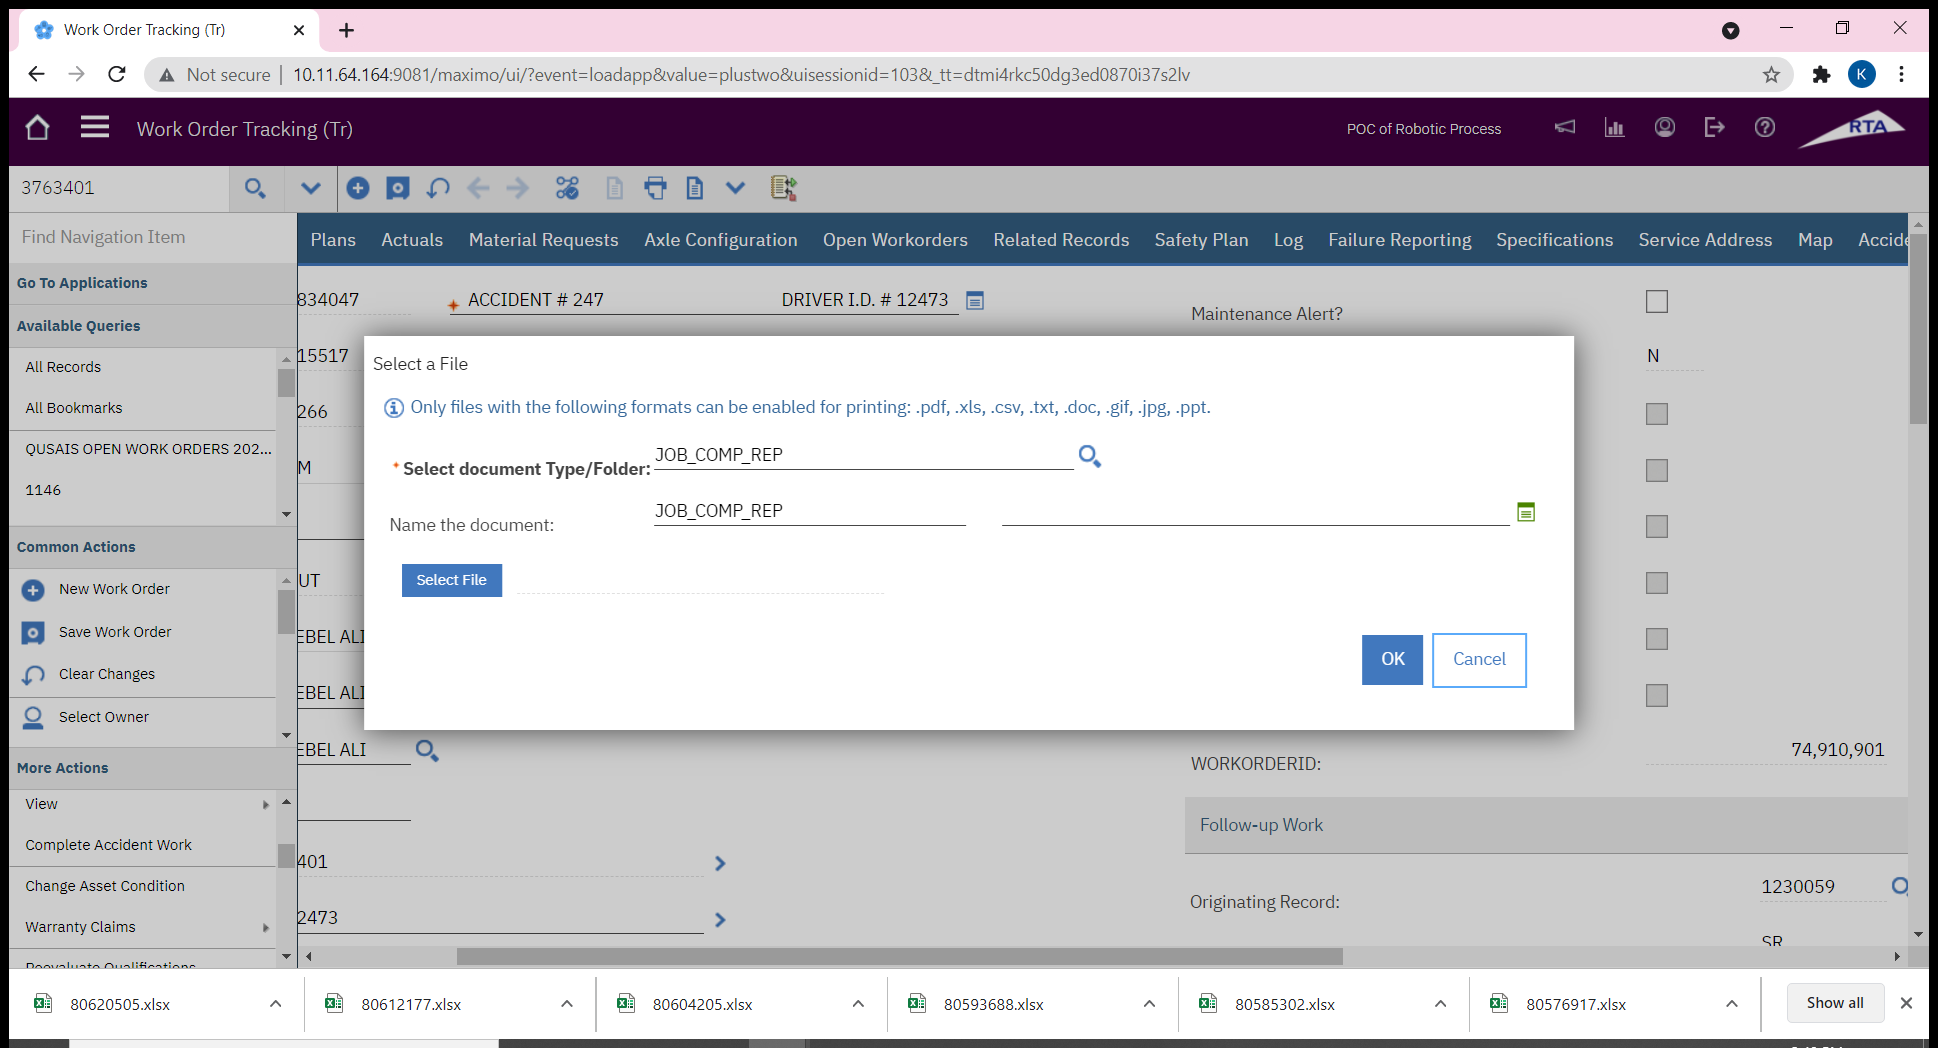 Work Order Tracking (Tr)
Not secure | 10.11.64.164:9081/maximo/ui/?event=loadapp&value=plustwo&uisessionid=103&_tt=dtmi4rkc50dg3ed0870i37s2lv
K
Work Order Tracking (Tr)
POC of Robotic Process
RTA
3763401
Find Navigation Item
Plans Actuals Material Requests Axle Configuration Open Workorders Related Records Safety Plan Log Failure Reporting Specifications Service Address Map Accide
Go To Applications
834047
ACCIDENT # 247 DRIVER I.D. # 12473
Maintenance Alert?
Available Queries
15517
N
All Records
Select a File
All Bookmarks
266
Only files with the following formats can be enabled for printing: .pdf, .xls, .csv, .txt, .doc, .gif, .jpg, .ppt.
QUSAIS OPEN WORK ORDERS 202...
M
* Select document Type/Folder: JOB_COMP_REP
1146
Name the document: JOB_COMP_REP
Common Actions
UT
Select File
New Work Order
Save Work Order
EBEL ALI
OK Cancel
Clear Changes
EBEL ALI
Select Owner
EBEL ALI
WORKORDERID: 74,910,901
More Actions
View
Follow-up Work
Complete Accident Work
401
Change Asset Condition
Originating Record: 1230059
Warranty Claims
2473
SR
Reevaluate Qualifications
80620505.xlsx 80612177.xlsx 80604205.xlsx 80593688.xlsx 80585302.xlsx 80576917.xlsx Show all